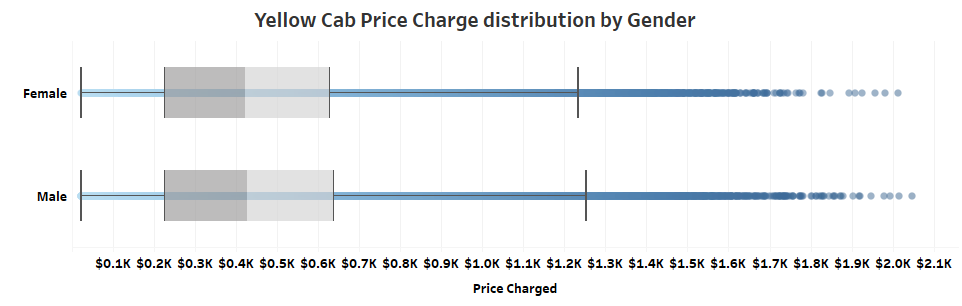 Yellow Cab Price Charge distribution by Gender
Female
Male
$0.1K $0.2K $0.3K $0.4K $0.5K $0.6K $0.7K $0.8K $0.9K $1.0K $1.1K $1.2K $1.3K $1.4K $1.5K $1.6K $1.7K $1.8K $1.9K $2.0K $2.1K
Price Charged